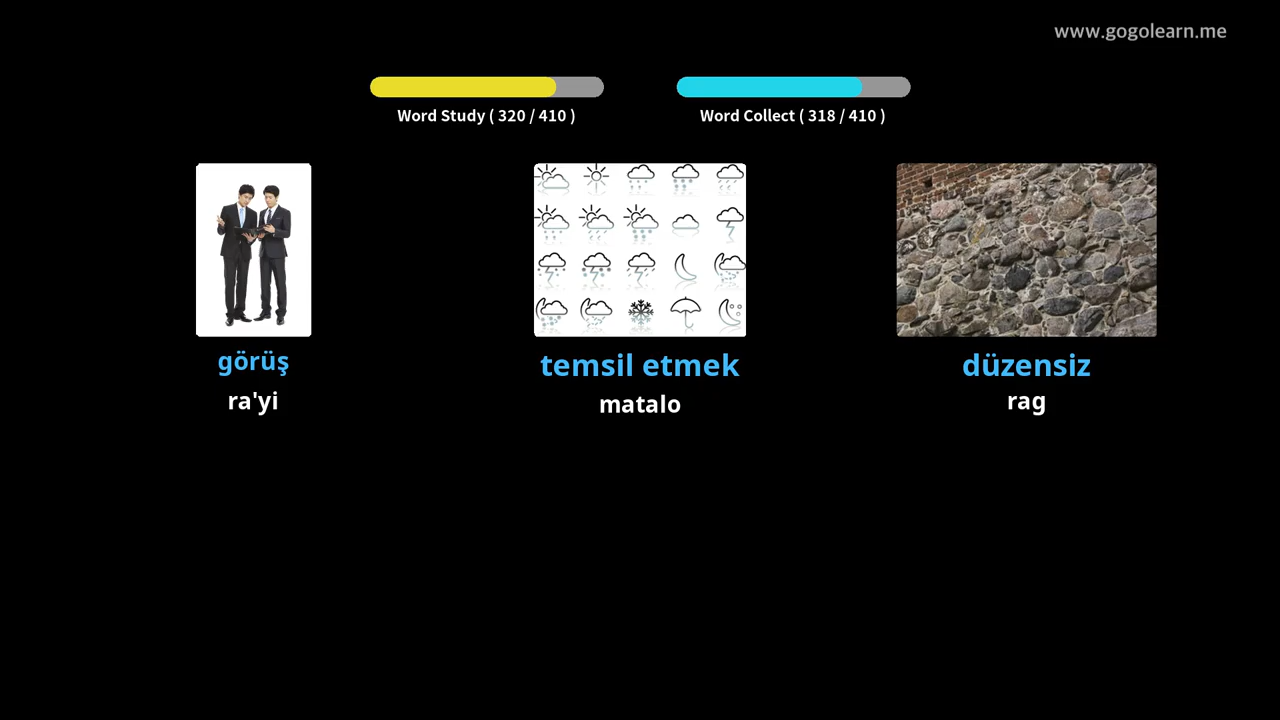 www.gogolearn.me
Word Study ( 320 / 410 )
Word Collect ( 318 / 410 )
görüş
temsil etmek
düzensiz
ra'yi
matalo
rag